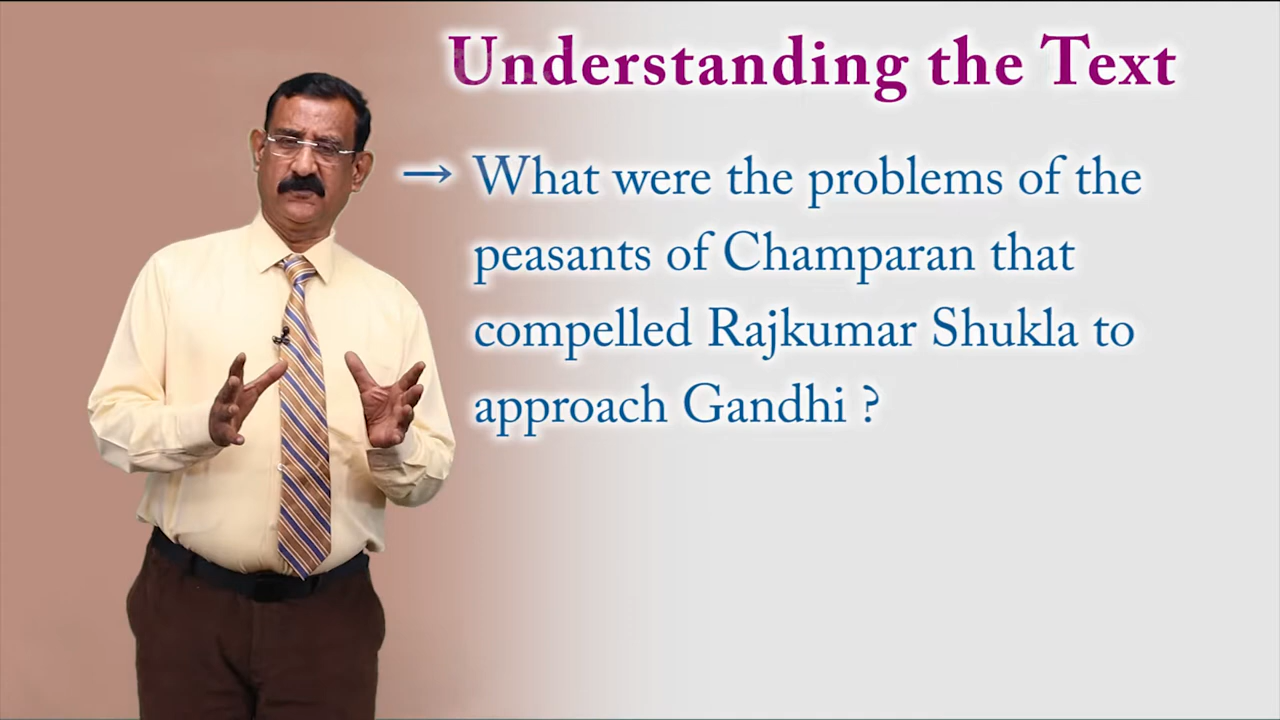 Understanding the Text
→ What were the problems of the
peasants of Champaran that
compelled Rajkumar Shukla to
approach Gandhi ?